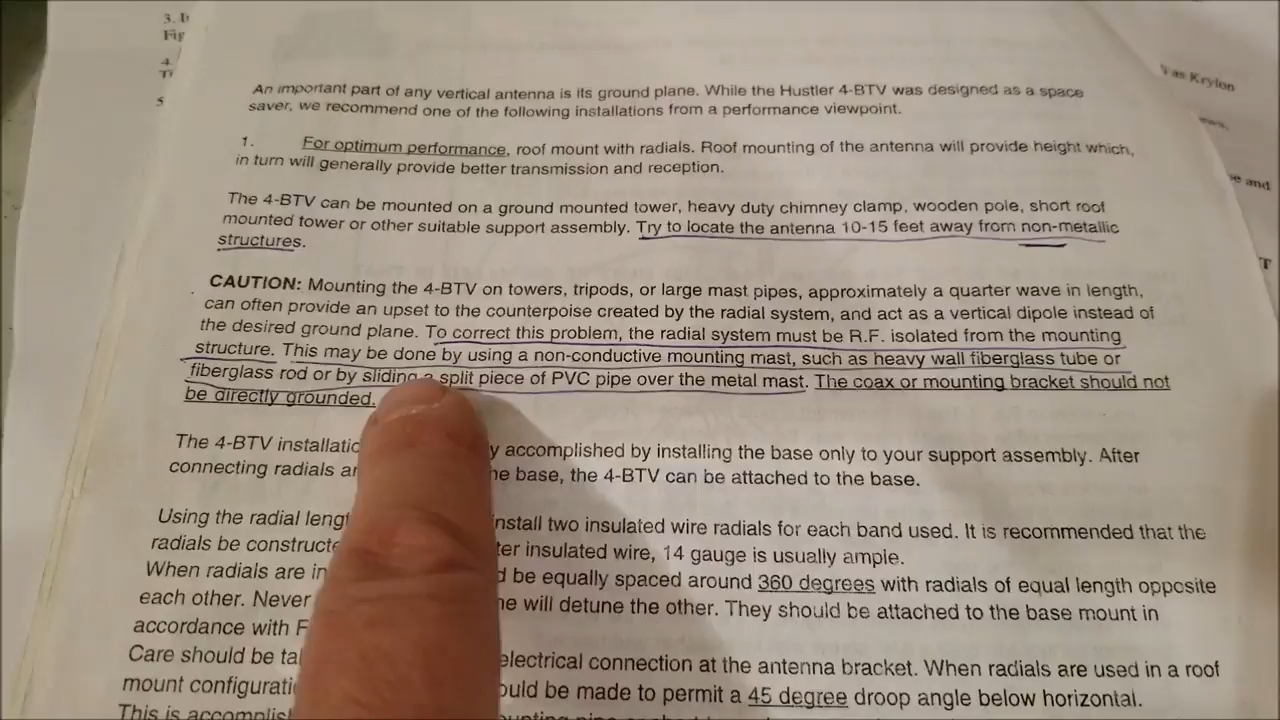 3. 
Fig
4.
5
Krylon
and
An important part of any vertical antenna is its ground plane. While the Hustler 4-BTV was designed as a space
saver, we recommend one of the following installations from a performance viewpoint.
1. For optimum performance, roof mount with radials. Roof mounting of the antenna will provide height which,
in turn will generally provide better transmission and reception.
The 4-BTV can be mounted on a ground mounted tower, heavy duty chimney clamp, wooden pole, short roof
mounted tower or other suitable support assembly. Try to locate the antenna 10-15 feet away from non-metallic
structures.
CAUTION: Mounting the 4-BTV on towers, tripods, or large mast pipes, approximately a quarter wave in length,
can often provide an upset to the counterpoise created by the radial system, and act as a vertical dipole instead of
the desired ground plane. To correct this problem, the radial system must be R.F. isolated from the mounting
structure. This may be done by using a non-conductive mounting mast, such as heavy wall fiberglass tube or
fiberglass rod or by sliding a split piece of PVC pipe over the metal mast. The coax or mounting bracket should not
be directly grounded.
The 4-BTV installatio y accomplished by installing the base only to your support assembly. After
connecting radials a he base, the 4-BTV can be attached to the base.
Using the radial leng install two insulated wire radials for each band used. It is recommended that the
radials be constructe ter insulated wire, 14 gauge is usually ample.
When radials are in d be equally spaced around 360 degrees with radials of equal length opposite
each other. Never ne will detune the other. They should be attached to the base mount in
accordance with F
Care should be ta electrical connection at the antenna bracket. When radials are used in a roof
mount configurati ould be made to permit a 45 degree droop angle below horizontal.
This is accomplis